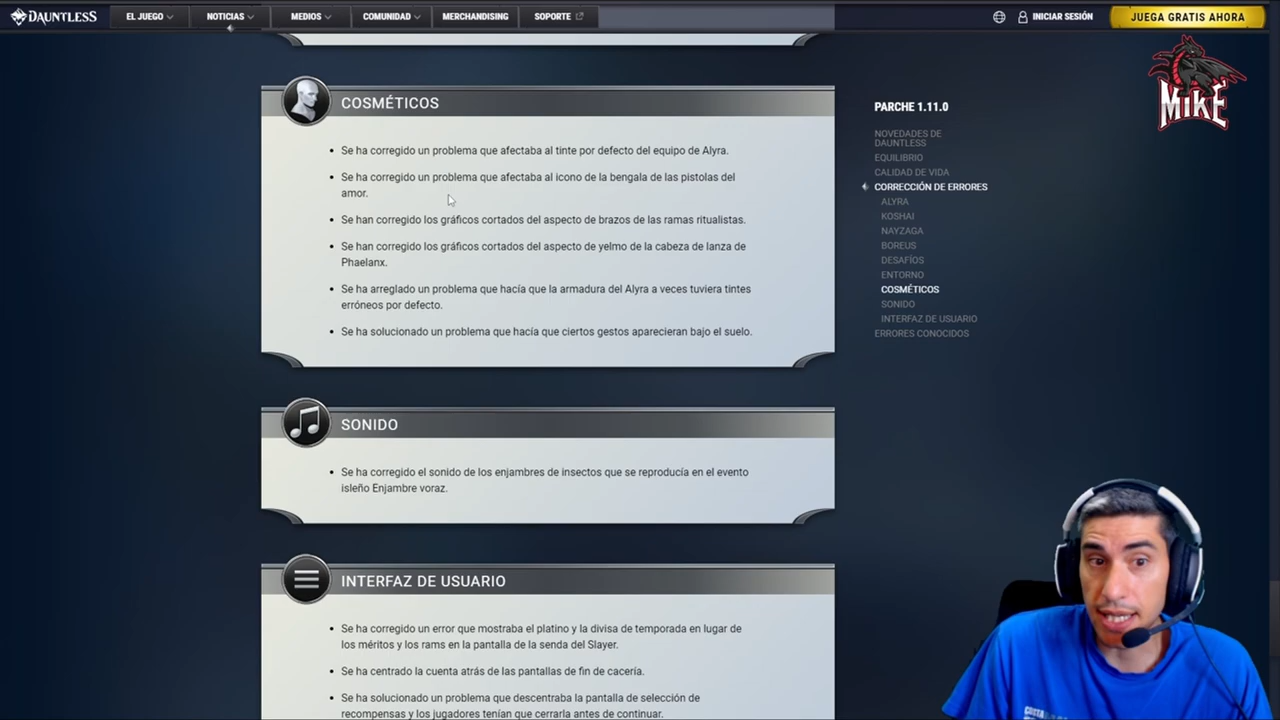 DAUNTLESS
EL JUEGO
NOTICIAS
MEDIOS
COMUNIDAD
MERCHANDISING
SOPORTE
INICIAR SESIÓN
JUEGA GRATIS AHORA
MIKE
COSMÉTICOS
• Se ha corregido un problema que afectaba al tinte por defecto del equipo de Alyra.
• Se ha corregido un problema que afectaba al icono de la bengala de las pistolas del
amor.
• Se han corregido los gráficos cortados del aspecto de brazos de las ramas ritualistas.
• Se han corregido los gráficos cortados del aspecto de yelmo de la cabeza de lanza de
Phaelanx.
• Se ha arreglado un problema que hacía que la armadura del Alyra a veces tuviera tintes
erróneos por defecto.
• Se ha solucionado un problema que hacía que ciertos gestos aparecieran bajo el suelo.
SONIDO
• Se ha corregido el sonido de los enjambres de insectos que se reproducía en el evento
isleño Enjambre voraz.
INTERFAZ DE USUARIO
• Se ha corregido un error que mostraba el platino y la divisa de temporada en lugar de
los méritos y los rams en la pantalla de la senda del Slayer.
• Se ha centrado la cuenta atrás de las pantallas de fin de cacería.
• Se ha solucionado un problema que descentraba la pantalla de selección de
recompensas y los jugadores tenían que cerrarla antes de continuar.
PARCHE 1.11.0
NOVEDADES DE
DAUNTLESS
EQUILIBRIO
CALIDAD DE VIDA
CORRECCIÓN DE ERRORES
ALYRA
KOSHAI
NAYZAGA
BOREUS
DESAFÍOS
ENTORNO
COSMÉTICOS
SONIDO
INTERFAZ DE USUARIO
ERRORES CONOCIDOS